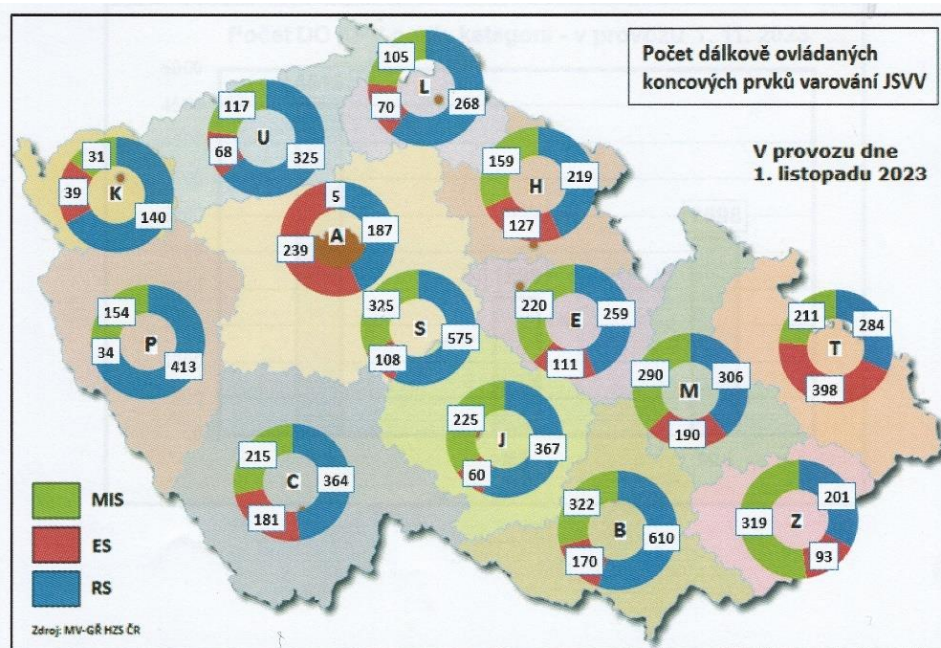 Počet dálkově ovládaných
koncových prvků varování JSVV
V provozu dne
1. listopadu 2023
105
L
70
268
117
U
68
325
31
K
39
140
159
H
219
127
5
A
187
239
154
P
34
413
325
S
575
108
220
E
259
111
211
T
284
398
290
M
306
190
225
J
367
60
215
C
364
181
322
B
610
170
319
Z
201
93
MIS
ES
RS
Zdroj: MV-GŘ HZS ČR